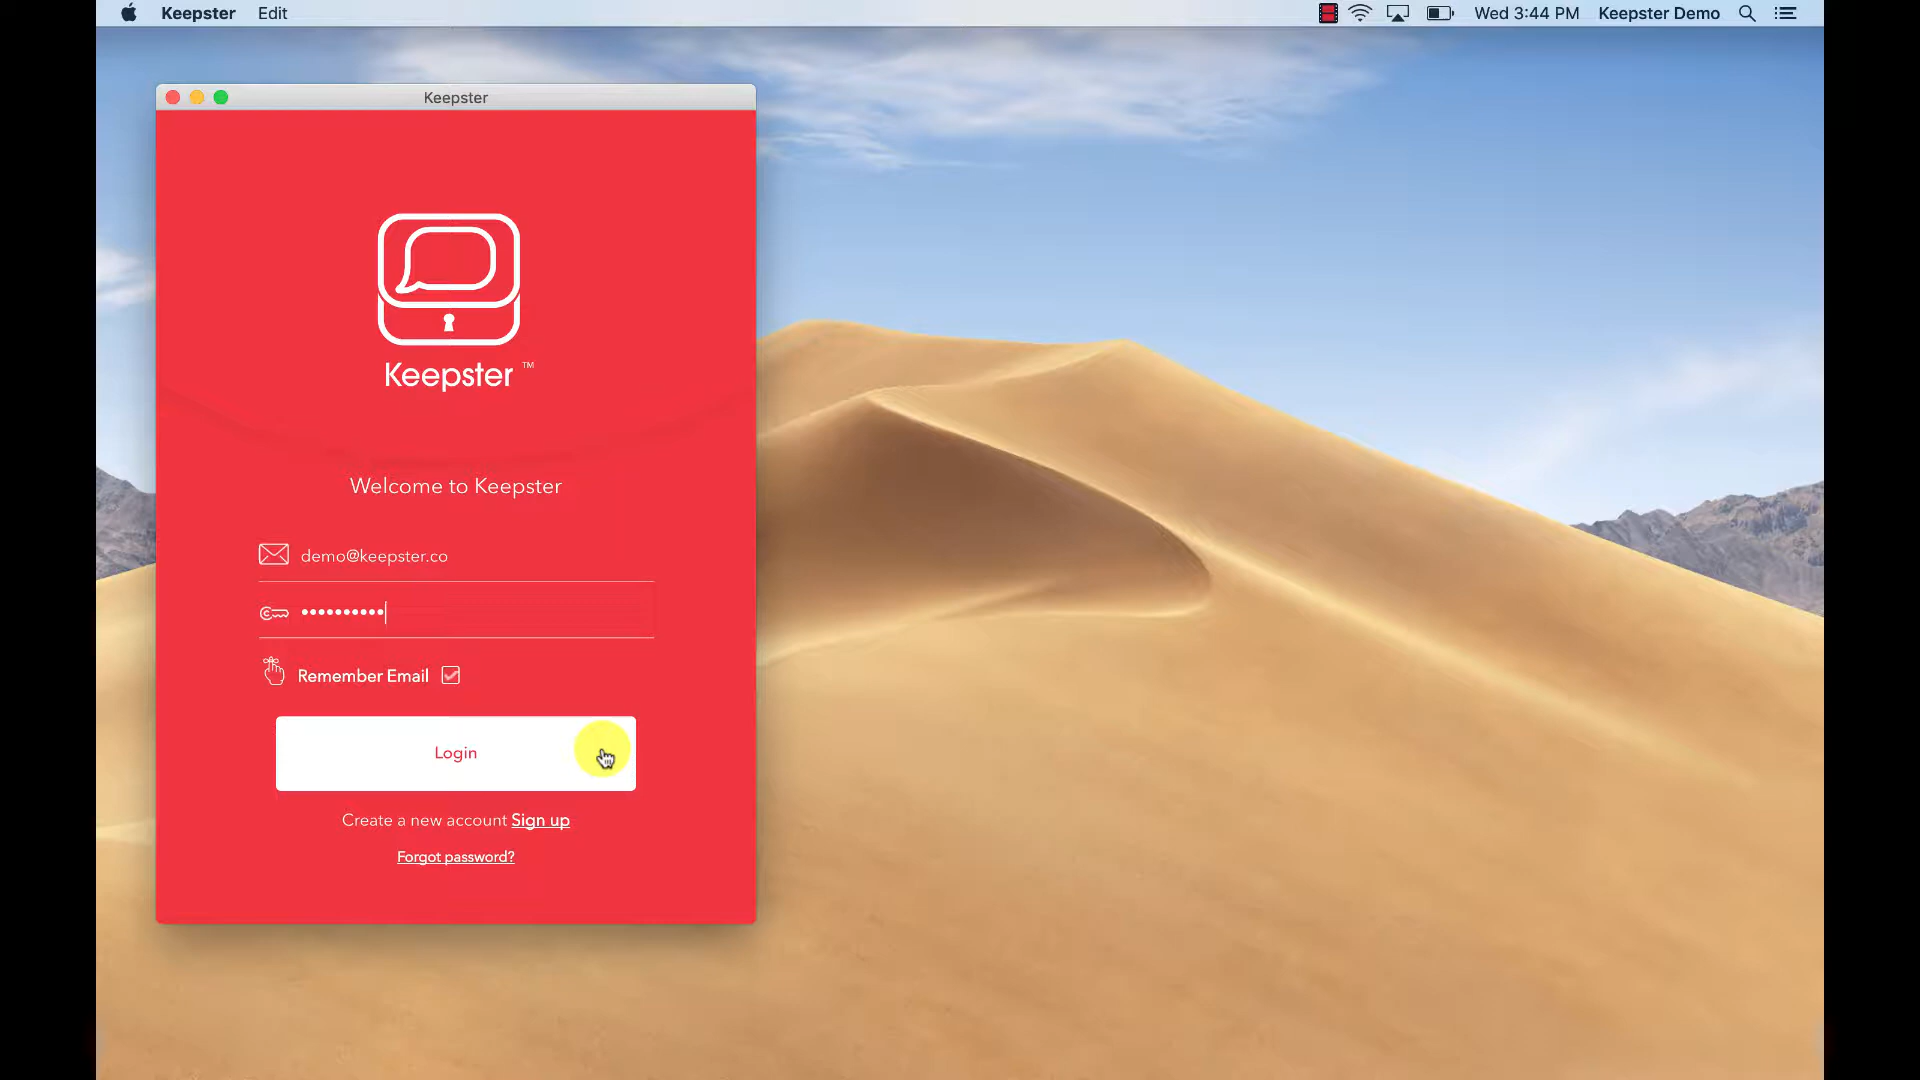 Keepster Edit Wed 3:44 PM Keepster Demo
Keepster
Keepster ™
Welcome to Keepster
demo@keepster.co
••••••••••
Remember Email
Login
Create a new account Sign up
Forgot password?